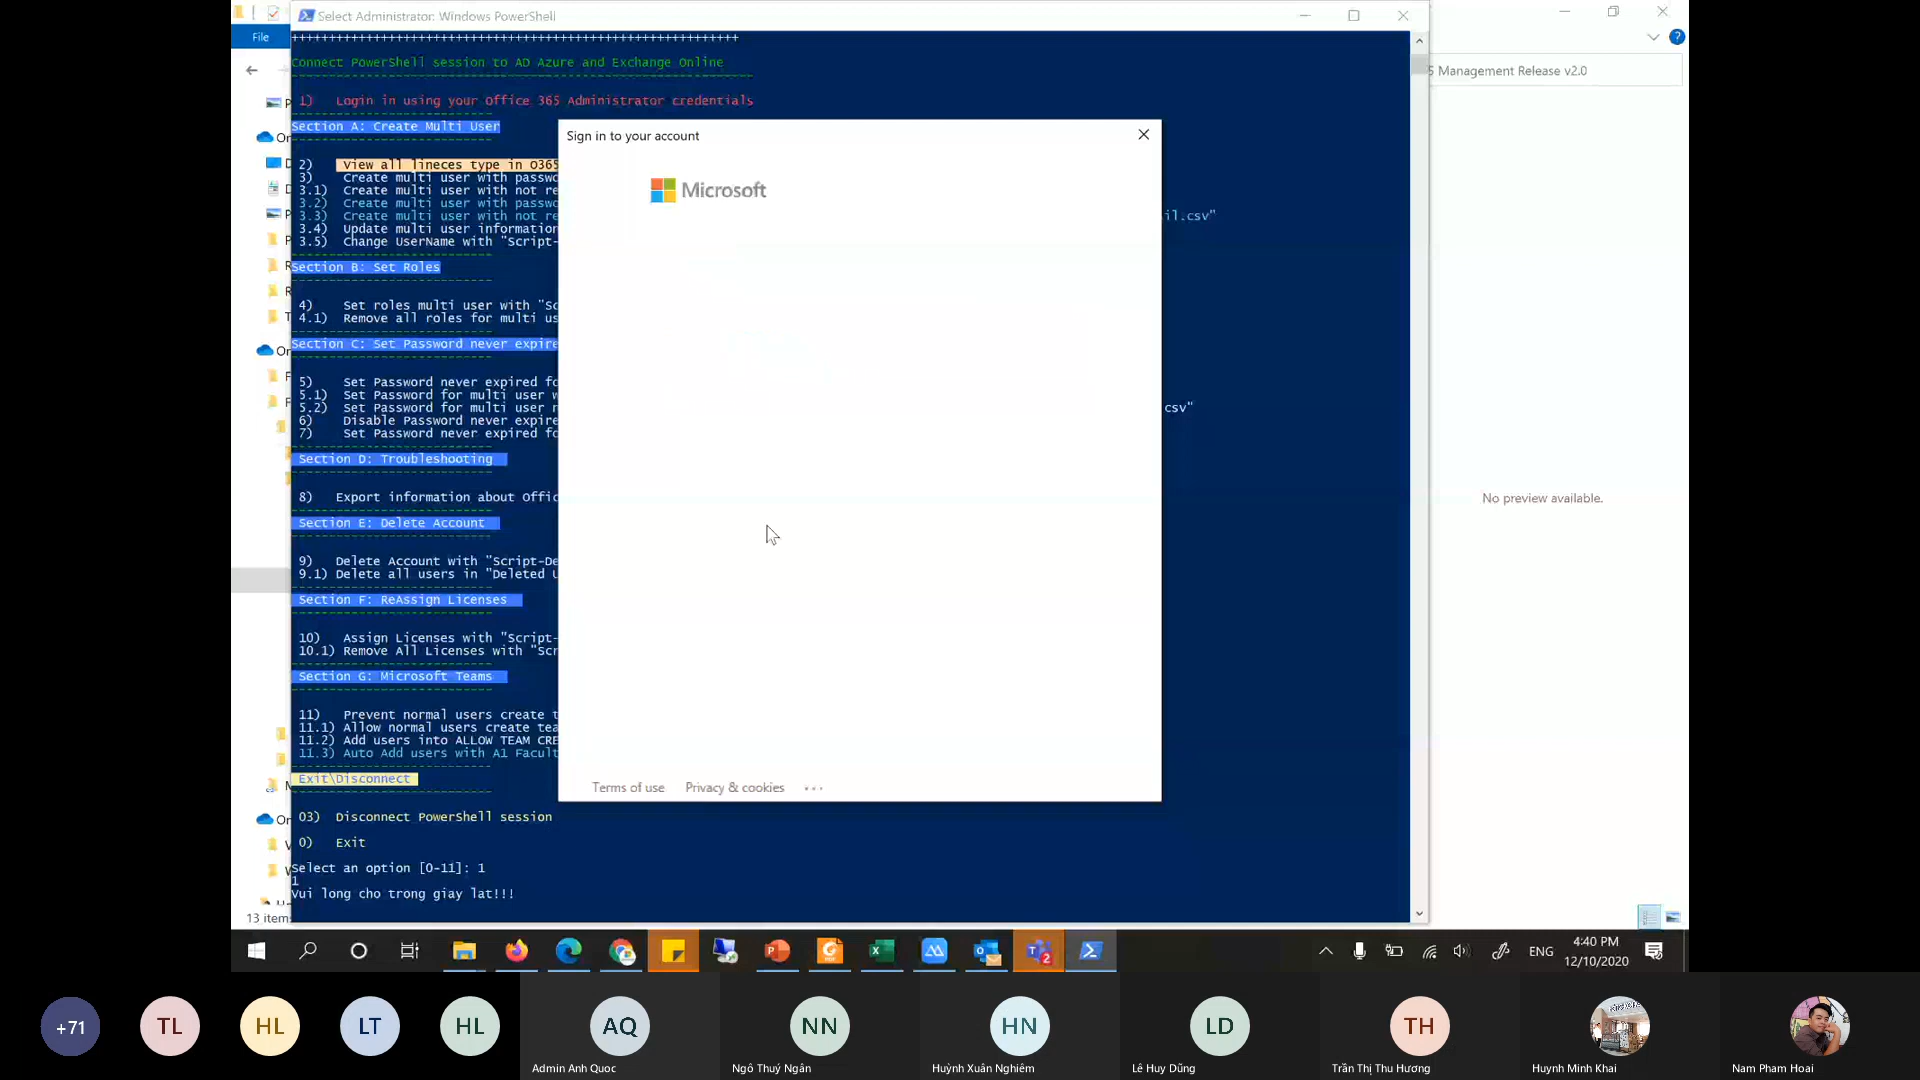 Select Administrator: Windows PowerShell
File
+++++++++++++++++++++++++++++++++++++++++++++++++++++++++++++
Connect PowerShell session to AD Azure and Exchange Online
5 Management Release v2.0
1) Login in using your Office 365 Administrator credentials
Section A: Create Multi User
Sign in to your account
Microsoft
2) View all lineces type in O365
3) Create multi user with passwo
3.1) Create multi user with not re
3.2) Create multi user with passwo
3.3) Create multi user with not re
il.csv"
3.4) Update multi user information
3.5) Change UserName with "Script-
Section B: Set Roles
4) Set roles multi user with "Sc
4.1) Remove all roles for multi us
Section C: Set Password never expire
5) Set Password never expired fo
5.1) Set Password for multi user w
5.2) Set Password for multi user n
csv"
6) Disable Password never expire
7) Set Password never expired fo
Section D: Troubleshooting
8) Export information about Offic
No preview available.
Section E: Delete Account
9) Delete Account with "Script-De
9.1) Delete all users in "Deleted U
Section F: ReAssign Licenses
10) Assign Licenses with "Script-
10.1) Remove All Licenses with "Scr
Section G: Microsoft Teams
11) Prevent normal users create t
11.1) Allow normal users create tea
11.2) Add users into ALLOW TEAM CRE
11.3) Auto Add users with A1 Facult
Exit\Disconnect
Terms of use Privacy & cookies ...
03) Disconnect PowerShell session
0) Exit
Select an option [0-11]: 1
1
Vui long cho trong giay lat!!!
13 items
ENG
4:40 PM
12/10/2020
+71
TL
HL
LT
HL
AQ
NN
HN
LD
TH
Admin Anh Quoc
Ngô Thuý Ngân
Huỳnh Xuân Nghiêm
Lê Huy Dũng
Trần Thị Thu Hương
Huynh Minh Khai
Nam Pham Hoai